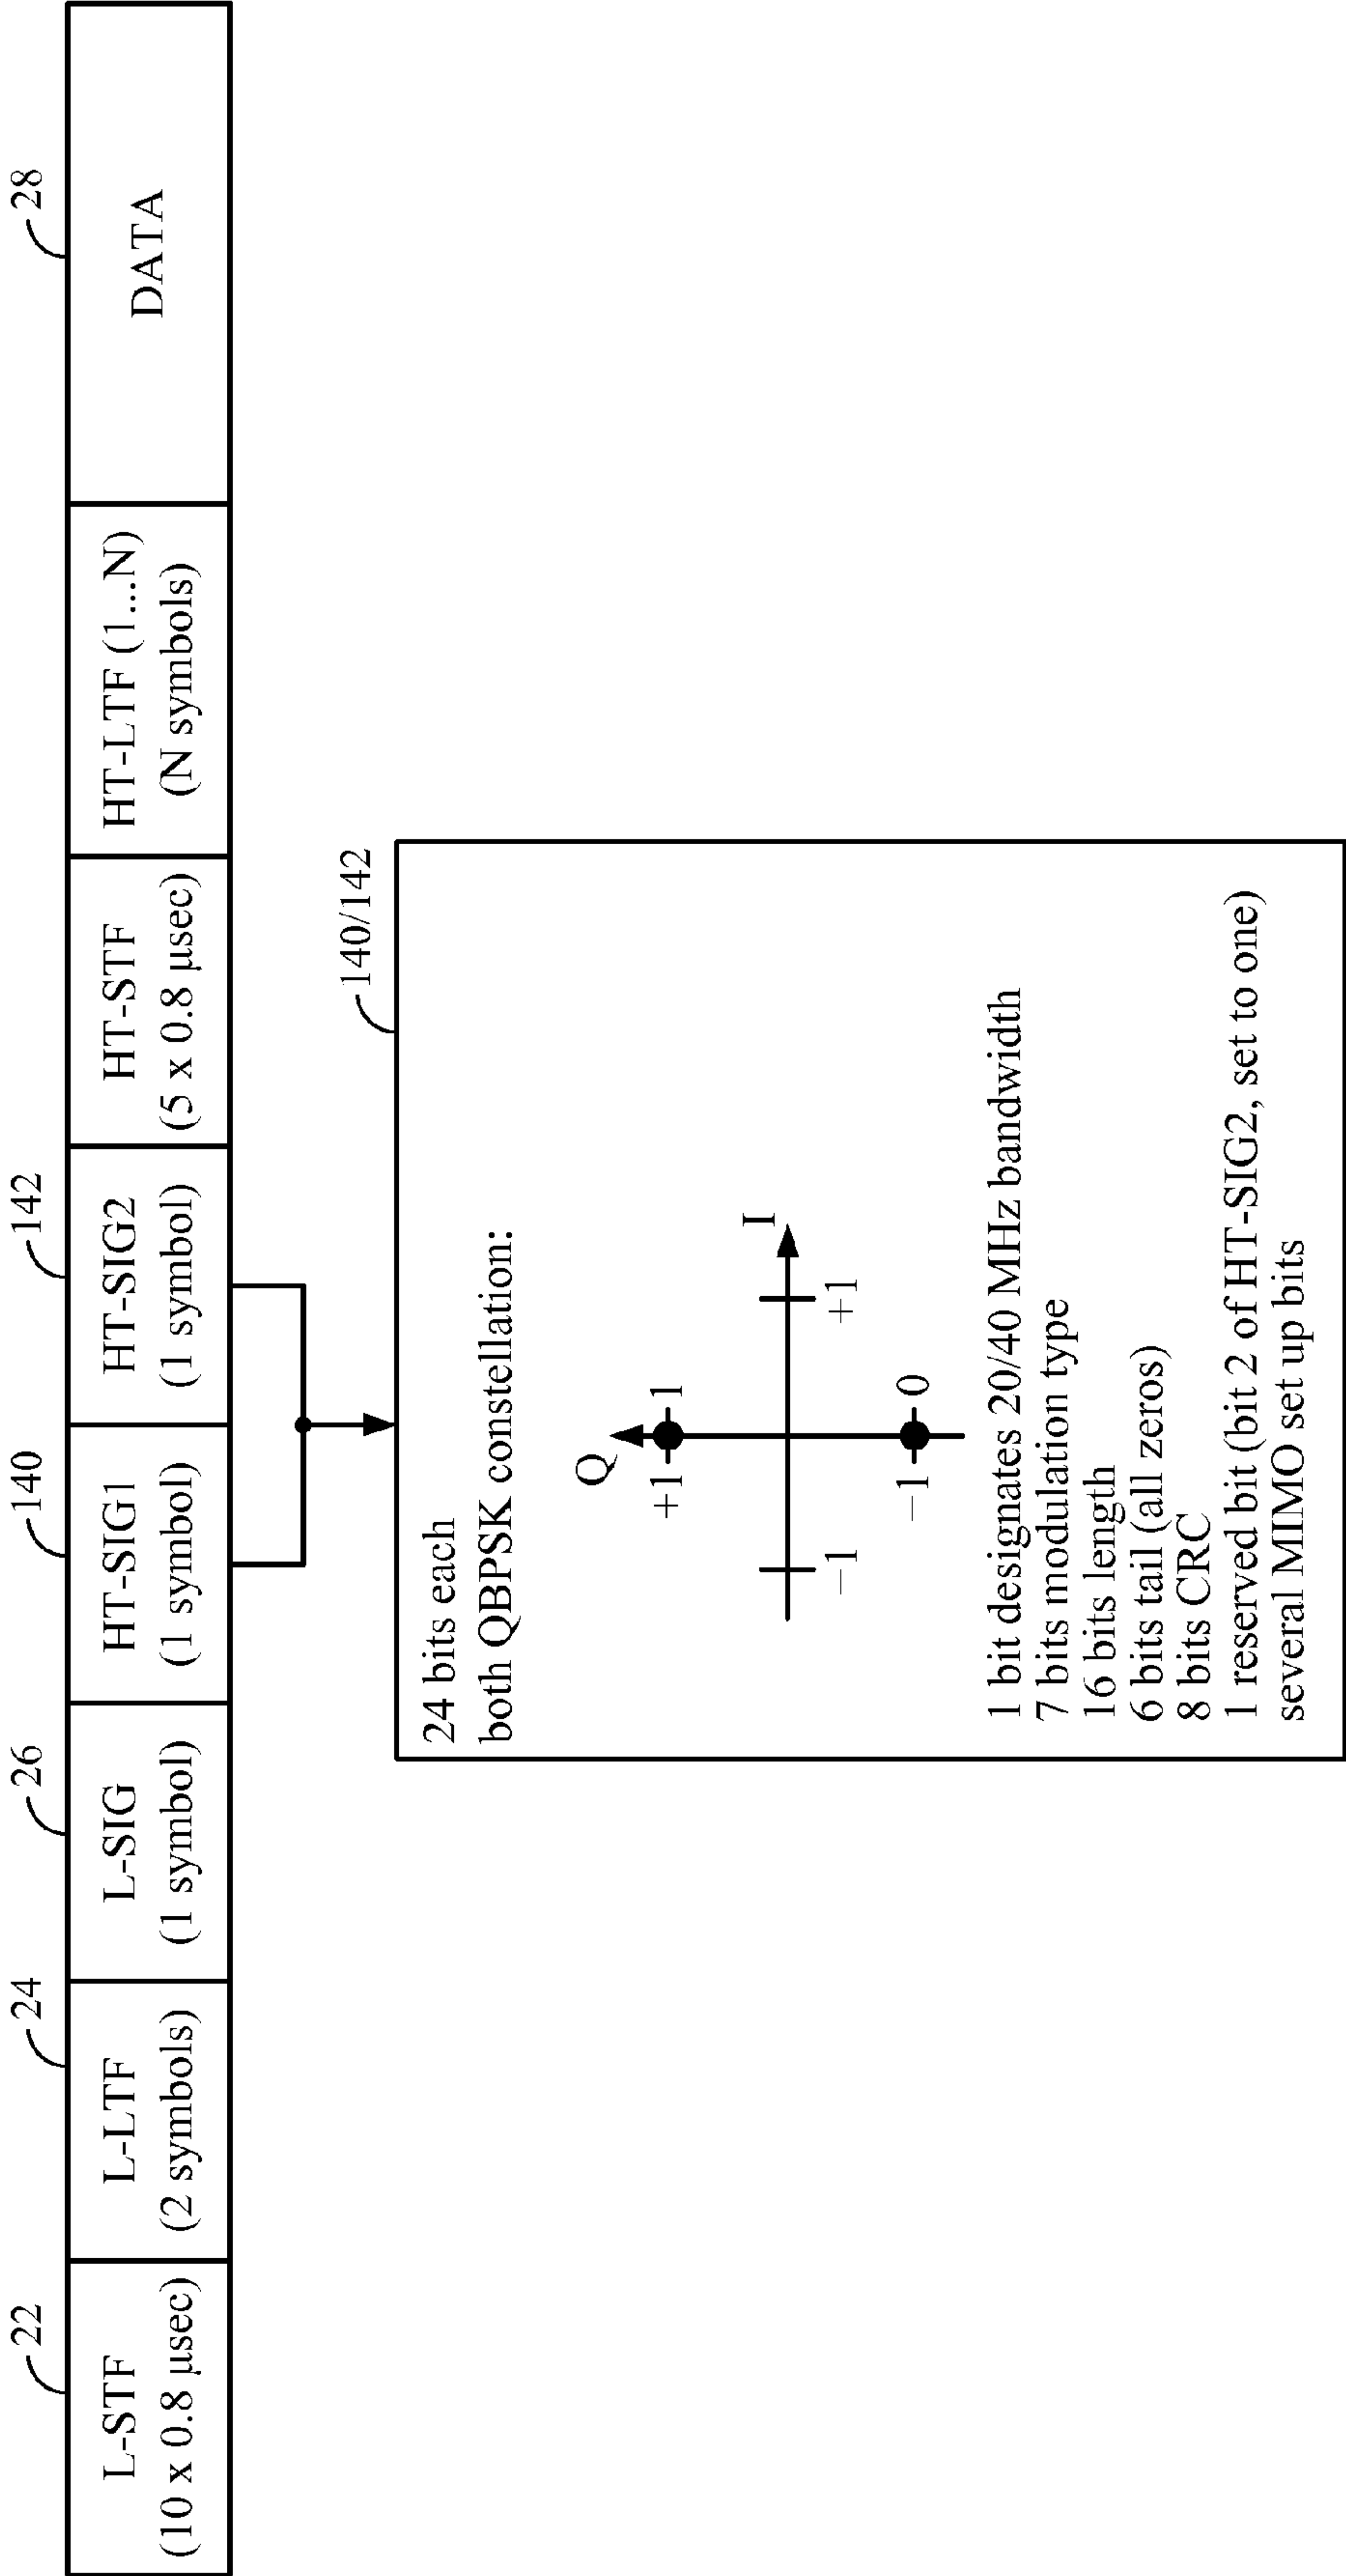 22
24
26
140
142
28
L-STF
(10 x 0.8 µsec)
L-LTF
(2 symbols)
L-SIG
(1 symbol)
HT-SIG1
(1 symbol)
HT-SIG2
(1 symbol)
HT-STF
(5 x 0.8 µsec)
HT-LTF (1...N)
(N symbols)
DATA
140/142
24 bits each
both QBPSK constellation:
Q
+1
1
I
−1
+1
−1
0
1 bit designates 20/40 MHz bandwidth
7 bits modulation type
16 bits length
6 bits tail (all zeros)
8 bits CRC
1 reserved bit (bit 2 of HT-SIG2, set to one)
several MIMO set up bits